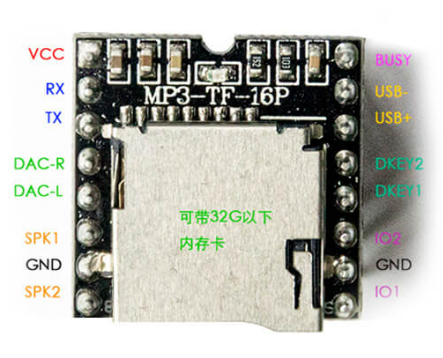 VCC
BUSY
RX
USB-
TX
USB+
MP3-TF-16P
DAC-R
DKEY2
DAC-L
DKEY1
可带32G以下
内存卡
SPK1
IO2
GND
GND
SPK2
IO1